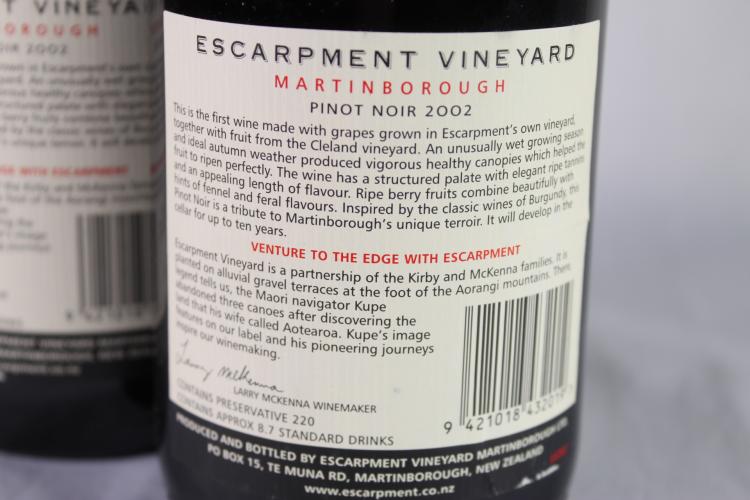 ESCARPMENT VINEYARD
MARTINBOROUGH
PINOT NOIR 2002
This is the first wine made with grapes grown in Escarpment's own vineyard,
together with fruit from the Cleland vineyard. An unusually wet growing season
and ideal autumn weather produced vigorous healthy canopies which helped the
fruit to ripen perfectly. The wine has a structured palate with elegant ripe tannins
and an appealing length of flavour. Ripe berry fruits combine beautifully with
hints of fennel and feral flavours. Inspired by the classic wines of Burgundy, this
Pinot Noir is a tribute to Martinborough's unique terroir. It will develop in the
cellar for up to ten years.
VENTURE TO THE EDGE WITH ESCARPMENT
Escarpment Vineyard is a partnership of the Kirby and McKenna families. It is
planted on alluvial gravel terraces at the foot of the Aorangi mountains. There,
legend tells us, the Maori navigator Kupe
abandoned three canoes after discovering the
land that his wife called Aotearoa. Kupe's image
features on our label and his pioneering journeys
inspire our winemaking.
Larry McKenna
LARRY MCKENNA WINEMAKER
CONTAINS PRESERVATIVE 220
CONTAINS APPROX 8.7 STANDARD DRINKS
9 421018 432019
PRODUCED AND BOTTLED BY ESCARPMENT VINEYARD MARTINBOROUGH LTD,
PO BOX 15, TE MUNA RD, MARTINBOROUGH, NEW ZEALAND
www.escarpment.co.nz